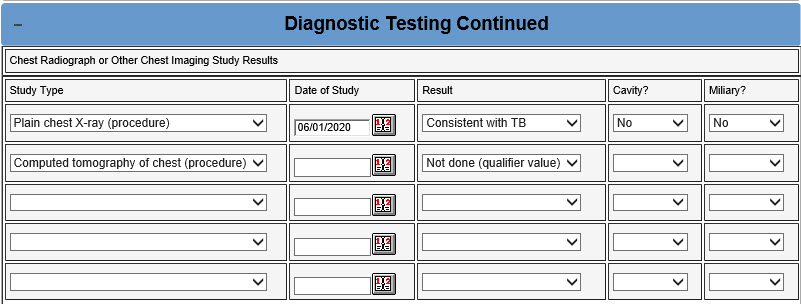 Diagnostic Testing Continued
Chest Radiograph or Other Chest Imaging Study Results
Study Type Date of Study Result Cavity? Miliary?
Plain chest X-ray (procedure) 06/01/2020 Consistent with TB No No
Computed tomography of chest (procedure) Not done (qualifier value)